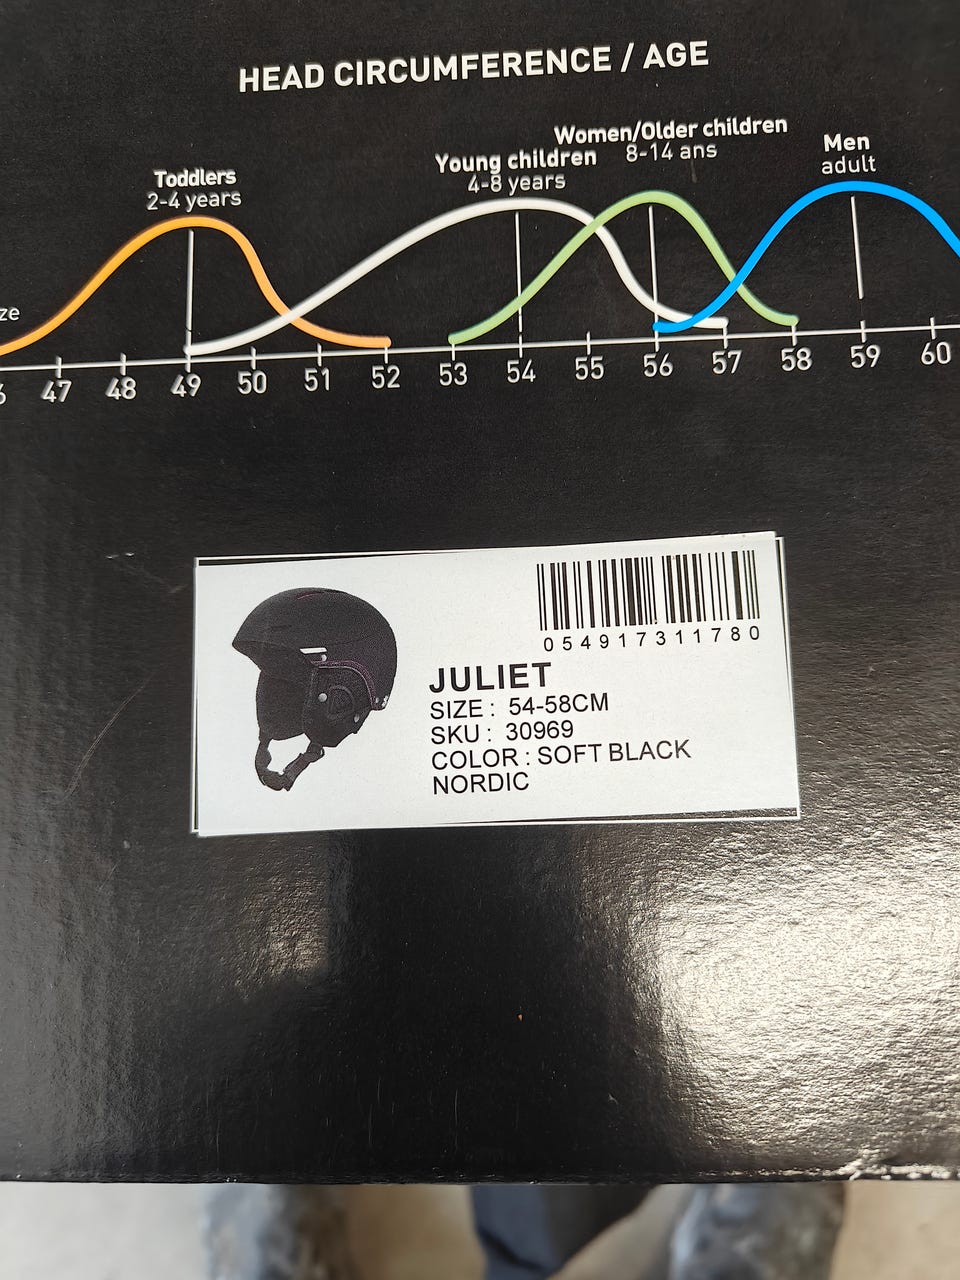 HEAD CIRCUMFERENCE / AGE
Women/Older children
8-14 ans
Men
adult
Young children
4-8 years
Toddlers
2-4 years
ze
6 47 48 49 50 51 52 53 54 55 56 57 58 59 60
054917311780
JULIET
SIZE : 54-58CM
SKU : 30969
COLOR : SOFT BLACK
NORDIC